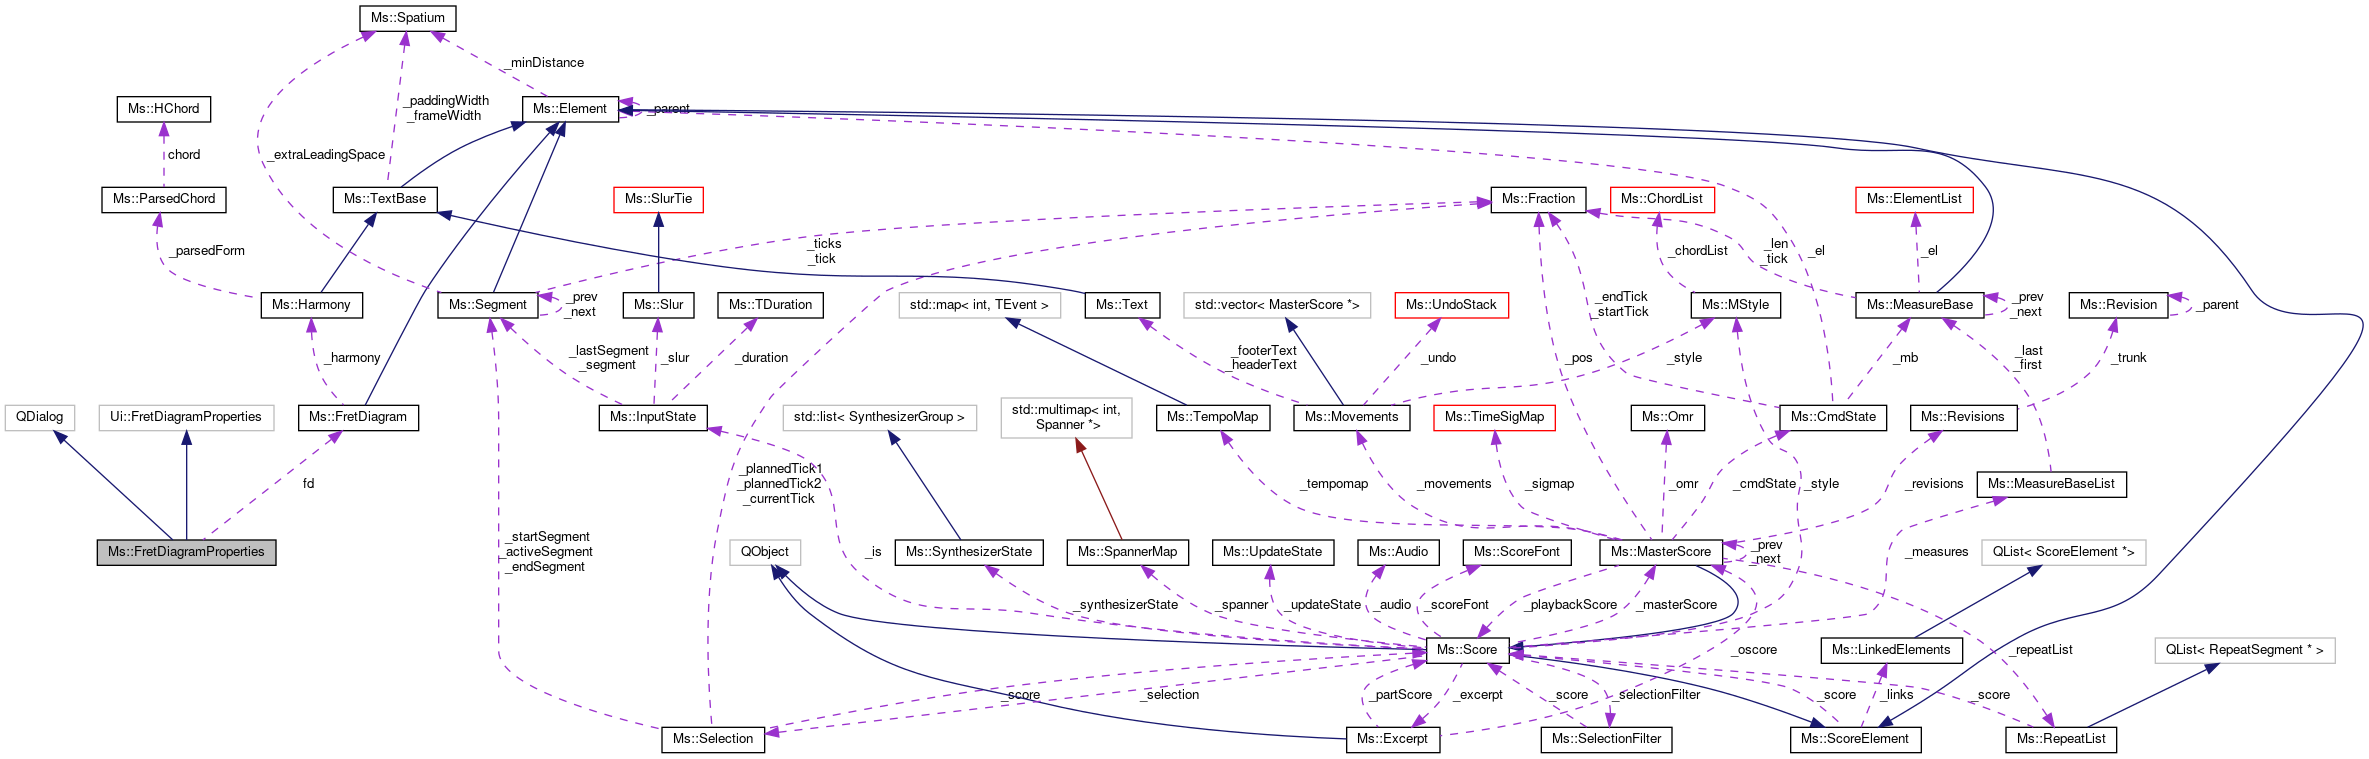 Ms::Spatium
_minDistance
Ms::HChord
_paddingWidth
_frameWidth
Ms::Element
_parent
chord
_extraLeadingSpace
Ms::ParsedChord
Ms::TextBase
Ms::SlurTie
Ms::Fraction
Ms::ChordList
Ms::ElementList
_parsedForm
_ticks
_tick
_chordList
_el
_len
_tick
_el
Ms::Harmony
Ms::Segment
_prev
_next
Ms::Slur
Ms::TDuration
std::map< int, TEvent >
Ms::Text
std::vector< MasterScore *>
Ms::UndoStack
_endTick
_startTick
Ms::MStyle
Ms::MeasureBase
_prev
_next
Ms::Revision
_parent
_harmony
_lastSegment
_segment
_slur
_duration
_footerText
_headerText
_undo
_style
_pos
_mb
_last
_first
_trunk
QDialog
Ui::FretDiagramProperties
Ms::FretDiagram
Ms::InputState
std::list< SynthesizerGroup >
std::multimap< int,
Spanner *>
Ms::TempoMap
Ms::Movements
Ms::TimeSigMap
Ms::Omr
Ms::CmdState
Ms::Revisions
fd
_plannedTick1
_plannedTick2
_currentTick
_tempomap
_movements
_sigmap
_omr
_cmdState
_style
_revisions
Ms::MeasureBaseList
Ms::FretDiagramProperties
_startSegment
_activeSegment
_endSegment
QObject
_is
Ms::SynthesizerState
Ms::SpannerMap
Ms::UpdateState
Ms::Audio
Ms::ScoreFont
Ms::MasterScore
_prev
_next
_measures
QList< ScoreElement *>
_synthesizerState
_spanner
_updateState
_audio
_scoreFont
_playbackScore
_masterScore
Ms::Score
_oscore
Ms::LinkedElements
_repeatList
QList< RepeatSegment * >
_score
_selection
_partScore
_excerpt
_score
_selectionFilter
_score
_links
_score
Ms::Selection
Ms::Excerpt
Ms::SelectionFilter
Ms::ScoreElement
Ms::RepeatList